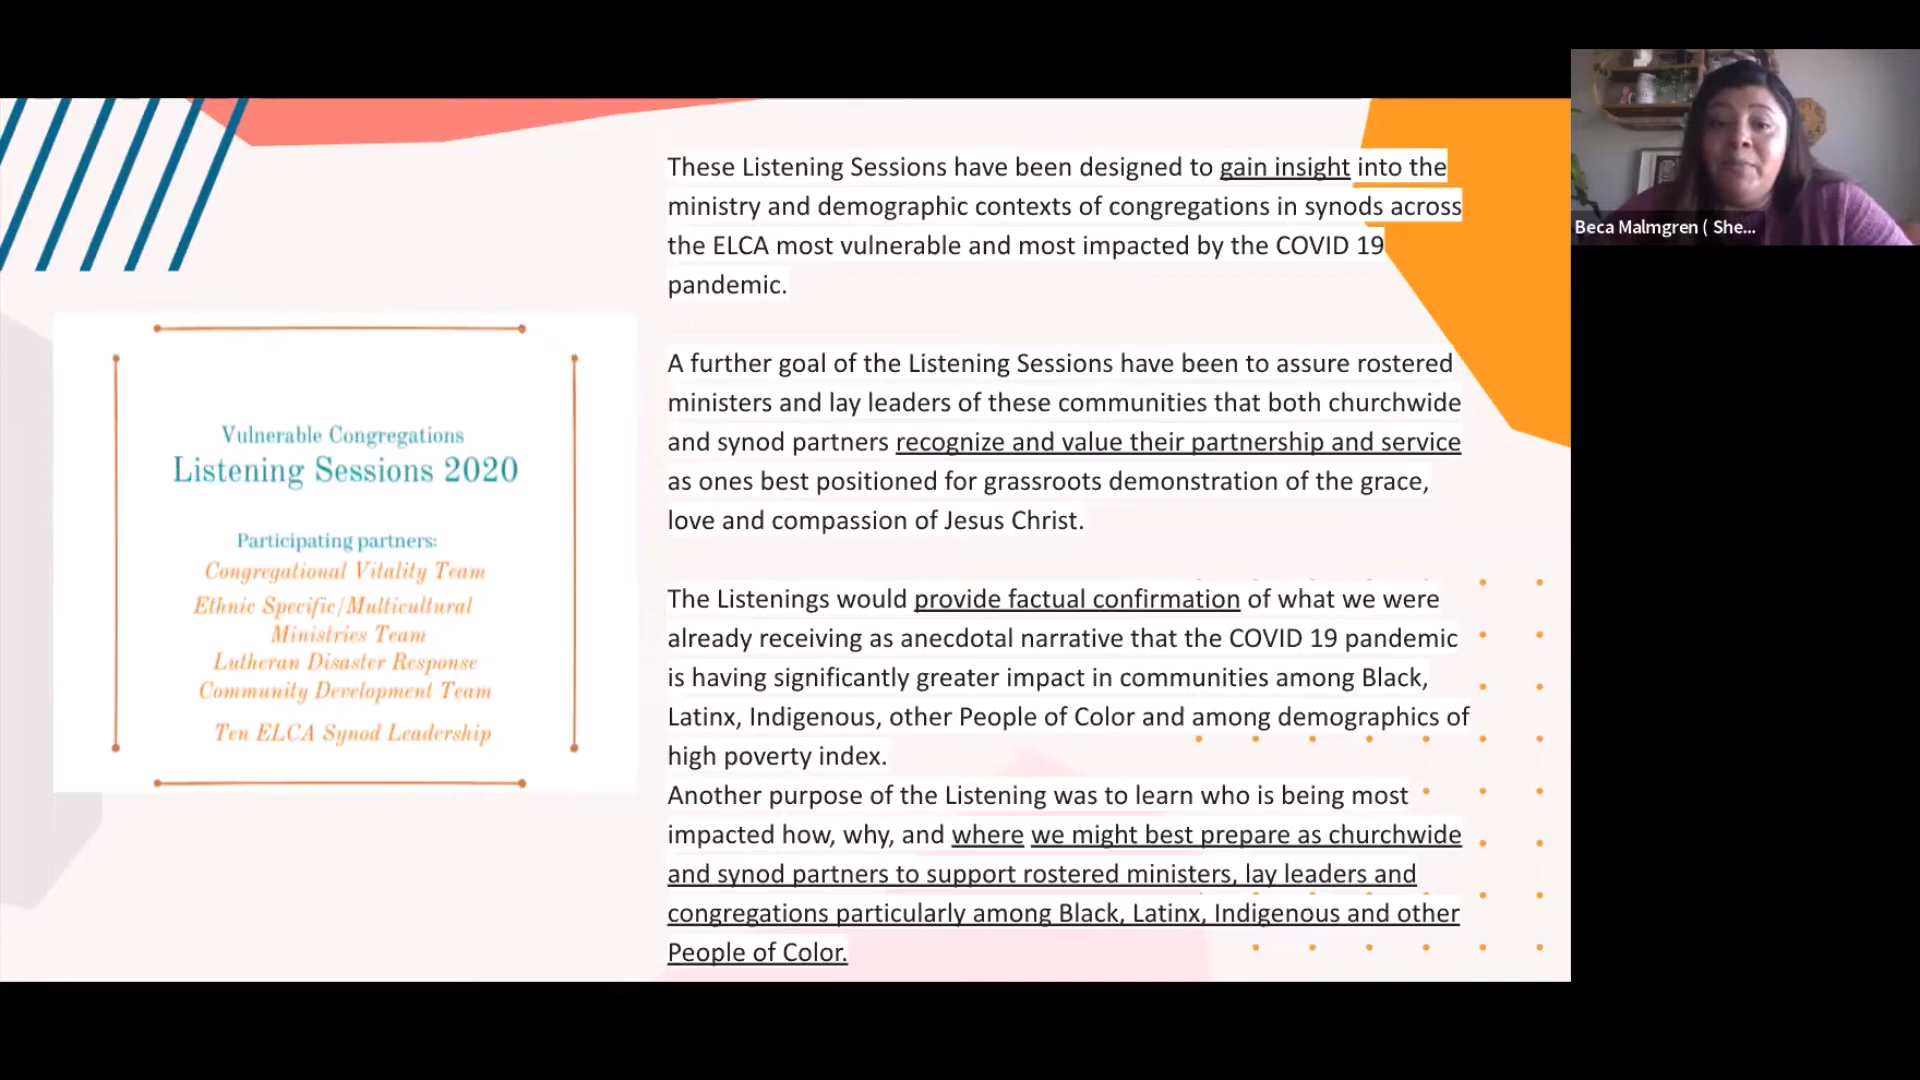 Vulnerable Congregations
Listening Sessions 2020
Participating partners:
Congregational Vitality Team
Ethnic Specific/Multicultural
Ministries Team
Lutheran Disaster Response
Community Development Team
Ten ELCA Synod Leadership
These Listening Sessions have been designed to gain insight into the
ministry and demographic contexts of congregations in synods across
the ELCA most vulnerable and most impacted by the COVID 19
pandemic.
A further goal of the Listening Sessions have been to assure rostered
ministers and lay leaders of these communities that both churchwide
and synod partners recognize and value their partnership and service
as ones best positioned for grassroots demonstration of the grace,
love and compassion of Jesus Christ.
The Listenings would provide factual confirmation of what we were
already receiving as anecdotal narrative that the COVID 19 pandemic
is having significantly greater impact in communities among Black,
Latinx, Indigenous, other People of Color and among demographics of
high poverty index.
Another purpose of the Listening was to learn who is being most
impacted how, why, and where we might best prepare as churchwide
and synod partners to support rostered ministers, lay leaders and
congregations particularly among Black, Latinx, Indigenous and other
People of Color.
Beca Malmgren ( She...